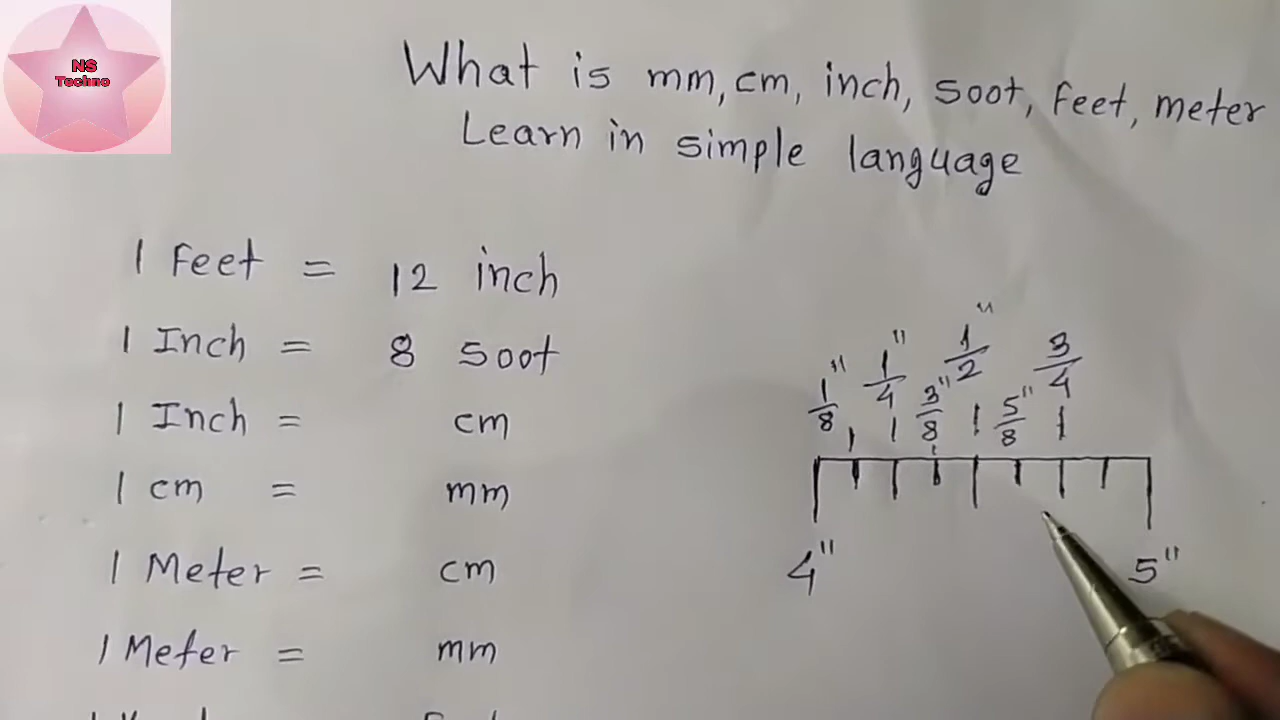 NS
Techno
What is mm, cm, inch, soot, feet, meter
Learn in simple language
1 Feet = 12 inch
1 Inch = 8 Soot
1 Inch = cm
1 cm = mm
1 Meter = cm
1 Meter = mm
1/8" 1/4" 3/8" 1/2" 5/8" 3/4
4" 5"